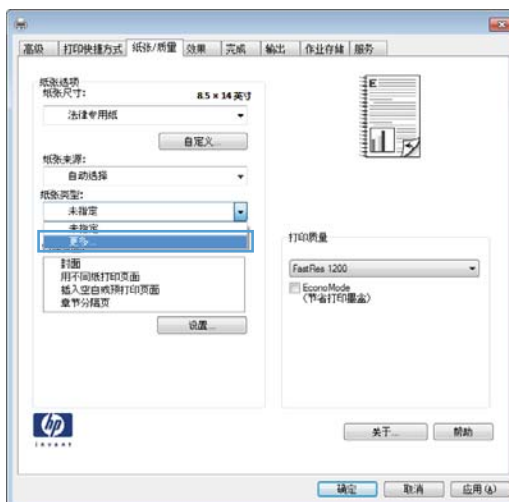 高级 打印快捷方式 纸张/质量 效果 完成 输出 作业存储 服务
纸张选项
纸张尺寸: 8.5 × 14 英寸
法律专用纸
自定义...
纸张来源:
自动选择
纸张类型:
未指定
未指定
更多...
封面
用不同纸打印页面
插入空白或预打印页面
章节分隔页
设置...
E
打印质量
FastRes 1200
EconoMode
(节省打印墨盒)
hp
invent
关于... 帮助
确定 取消 应用(A)